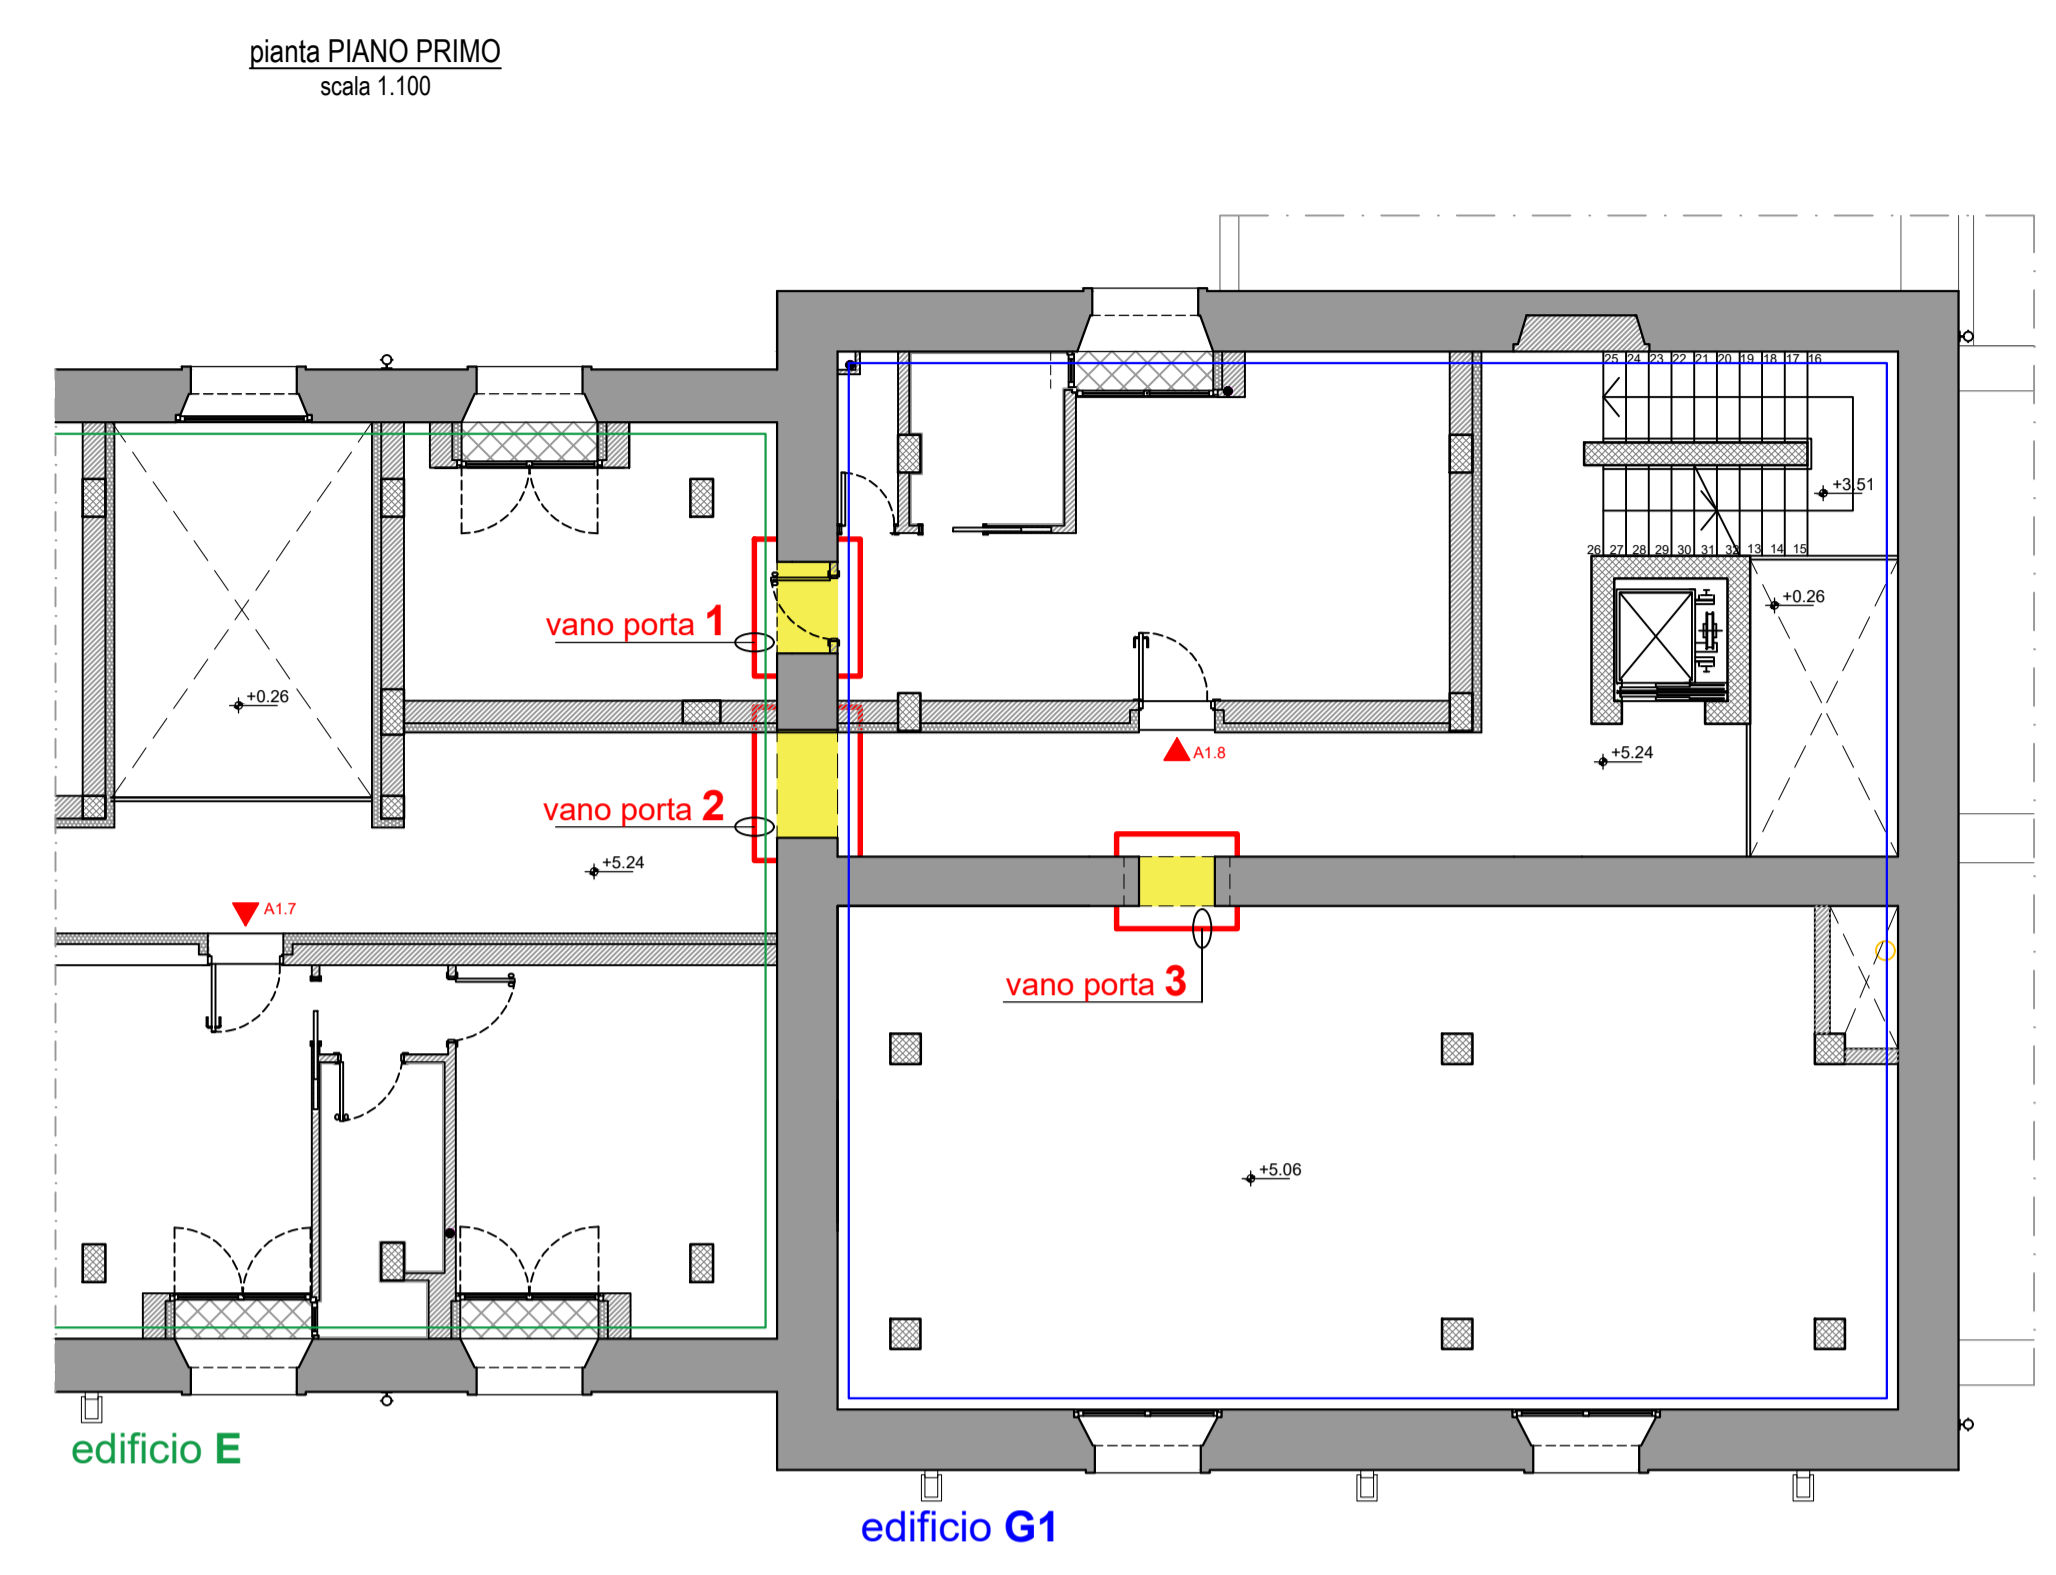 pianta PIANO PRIMO
scala 1.100
25 24 23 22 21 20 19 18 17 16
+3.51
26 27 28 29 30 31 32 13 14 15
+0.26
vano porta 1
+0.26
A1.8
+5.24
vano porta 2
+5.24
A1.7
vano porta 3
+5.06
edificio E
edificio G1